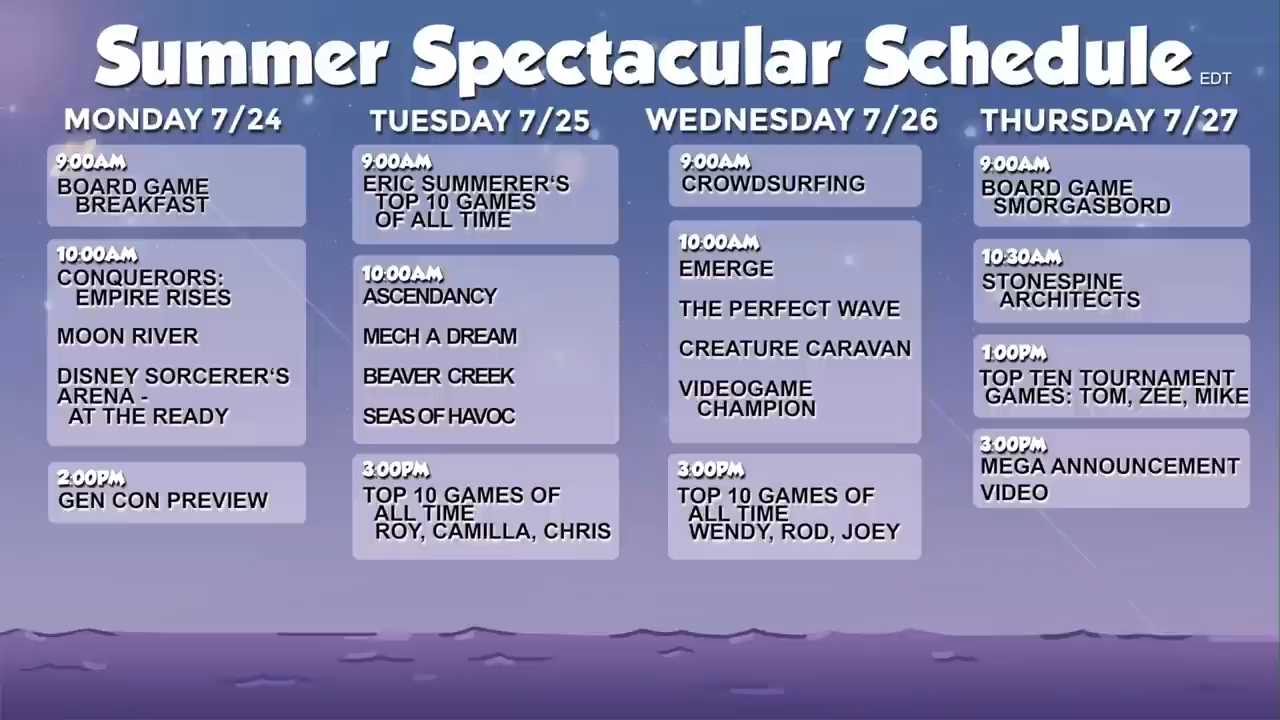 Summer Spectacular Schedule EDT
MONDAY 7/24
9:00AM
BOARD GAME
BREAKFAST
10:00AM
CONQUERORS:
EMPIRE RISES
MOON RIVER
DISNEY SORCERER‘S
ARENA -
AT THE READY
2:00PM
GEN CON PREVIEW
TUESDAY 7/25
9:00AM
ERIC SUMMERER‘S
TOP 10 GAMES
OF ALL TIME
10:00AM
ASCENDANCY
MECH A DREAM
BEAVER CREEK
SEAS OF HAVOC
3:00PM
TOP 10 GAMES OF
ALL TIME
ROY, CAMILLA, CHRIS
WEDNESDAY 7/26
9:00AM
CROWDSURFING
10:00AM
EMERGE
THE PERFECT WAVE
CREATURE CARAVAN
VIDEOGAME
CHAMPION
3:00PM
TOP 10 GAMES OF
ALL TIME
WENDY, ROD, JOEY
THURSDAY 7/27
9:00AM
BOARD GAME
SMORGASBORD
10:30AM
STONESPINE
ARCHITECTS
1:00PM
TOP TEN TOURNAMENT
GAMES: TOM, ZEE, MIKE
3:00PM
MEGA ANNOUNCEMENT
VIDEO